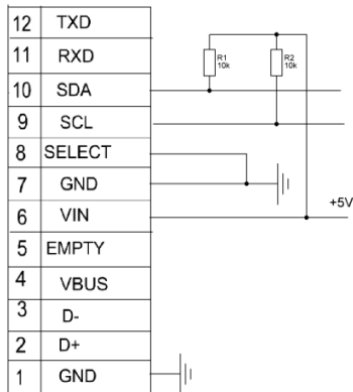 12 TXD
11 RXD
10 SDA
9 SCL
8 SELECT
7 GND
6 VIN
5 EMPTY
4 VBUS
3 D-
2 D+
1 GND
R1
10k
R2
10k
+5V